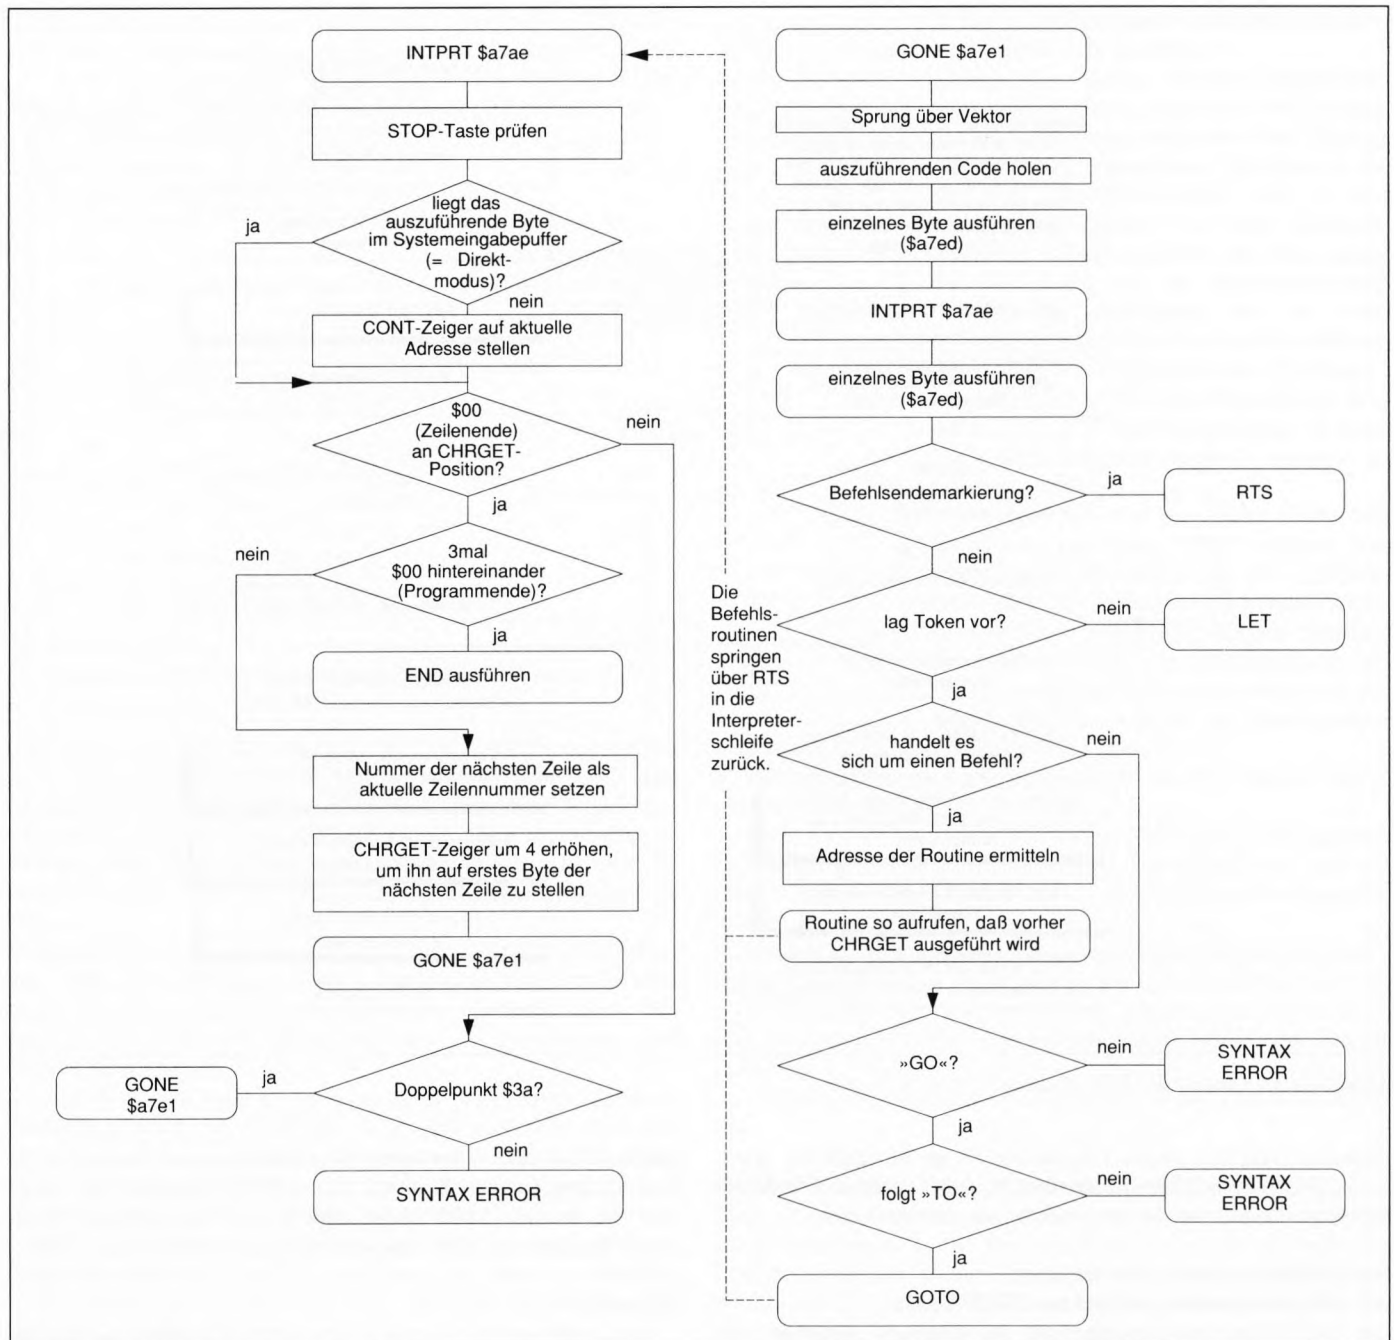 INTPRT $a7ae
STOP-Taste prüfen
liegt das
auszuführende Byte
im Systemeingabepuffer
(= Direkt-
modus)?
ja
nein
CONT-Zeiger auf aktuelle
Adresse stellen
$00
(Zeilenende)
an CHRGET-
Position?
nein
ja
3mal
$00 hintereinander
(Programmende)?
nein
ja
END ausführen
Nummer der nächsten Zeile als
aktuelle Zeilennummer setzen
CHRGET-Zeiger um 4 erhöhen,
um ihn auf erstes Byte der
nächsten Zeile zu stellen
GONE $a7e1
Doppelpunkt $3a?
ja
GONE
$a7e1
nein
SYNTAX ERROR
Die
Befehls-
routinen
springen
über RTS
in die
Interpreter-
schleife
zurück.
GONE $a7e1
Sprung über Vektor
auszuführenden Code holen
einzelnes Byte ausführen
($a7ed)
INTPRT $a7ae
einzelnes Byte ausführen
($a7ed)
Befehlsendemarkierung?
ja
RTS
nein
lag Token vor?
nein
LET
ja
handelt es
sich um einen Befehl?
nein
ja
Adresse der Routine ermitteln
Routine so aufrufen, daß vorher
CHRGET ausgeführt wird
»GO«?
nein
SYNTAX
ERROR
ja
folgt »TO«?
nein
SYNTAX
ERROR
ja
GOTO